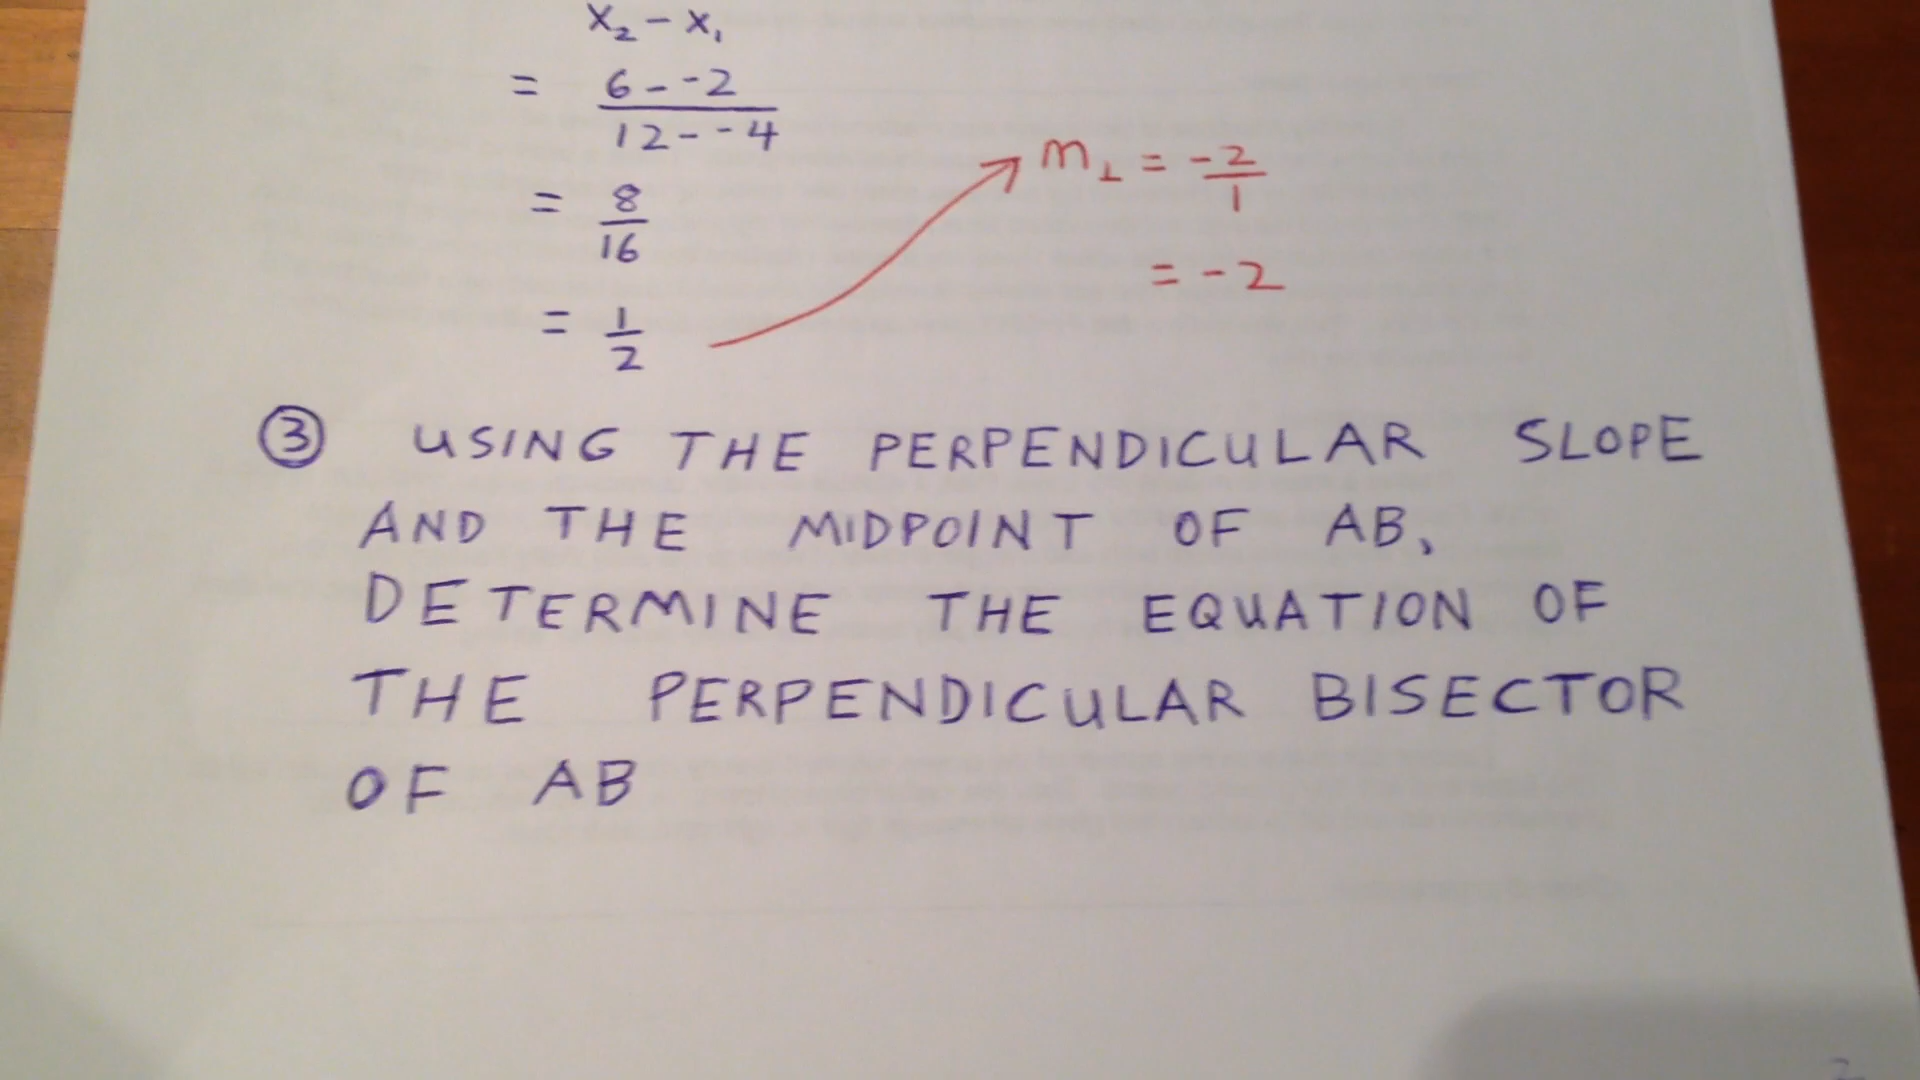 x₂ - x₁
= 6 - -2
12 - -4
= 8
16
= 1
2
m⊥ = -2
1
= -2
③ USING THE PERPENDICULAR SLOPE
AND THE MIDPOINT OF AB,
DETERMINE THE EQUATION OF
THE PERPENDICULAR BISECTOR
OF AB